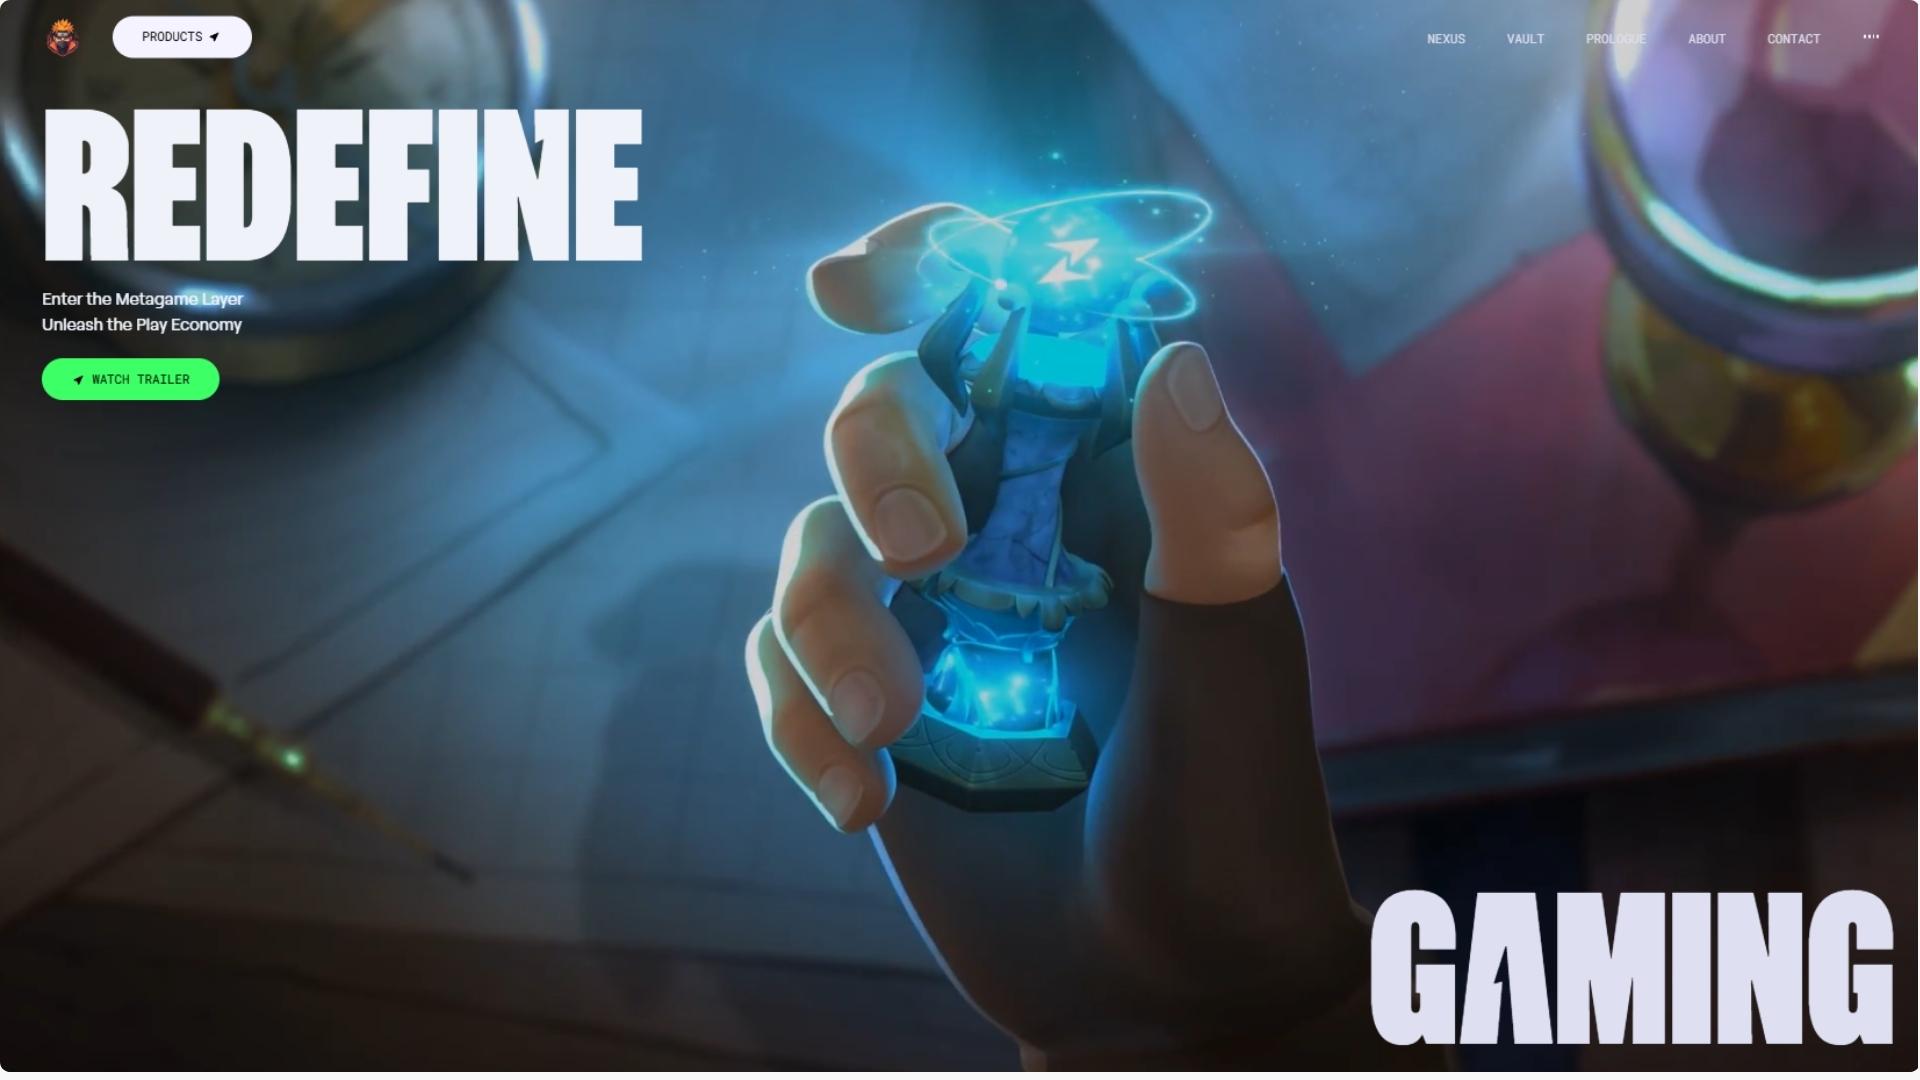 PRODUCTS
NEXUS VAULT PROLOGUE ABOUT CONTACT
REDEFINE
Enter the Metagame Layer
Unleash the Play Economy
WATCH TRAILER
GAMING